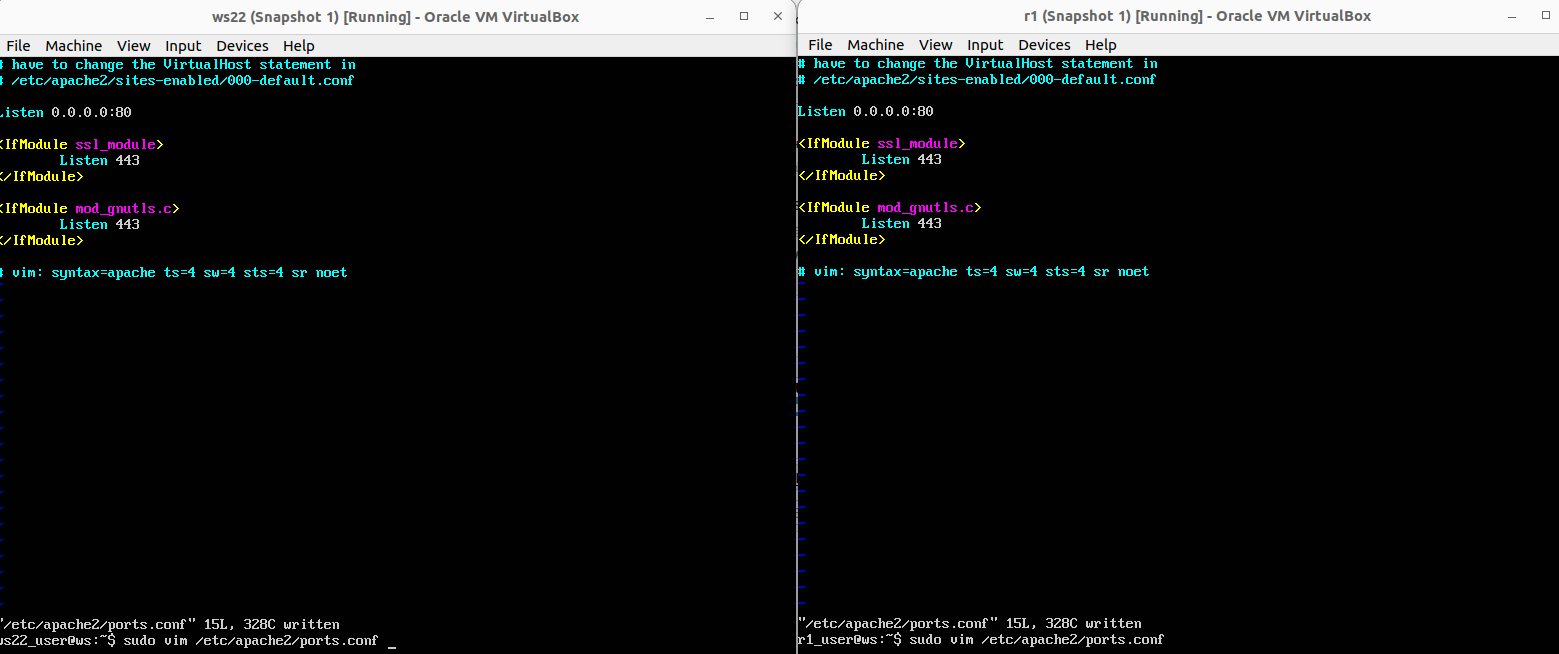 ws22 (Snapshot 1) [Running] - Oracle VM VirtualBox
File Machine View Input Devices Help
# have to change the VirtualHost statement in
# /etc/apache2/sites-enabled/000-default.conf
Listen 0.0.0.0:80
<IfModule ssl_module>
Listen 443
</IfModule>
<IfModule mod_gnutls.c>
Listen 443
</IfModule>
# vim: syntax=apache ts=4 sw=4 sts=4 sr noet
"/etc/apache2/ports.conf" 15L, 328C written
ws22_user@ws:~$ sudo vim /etc/apache2/ports.conf _
r1 (Snapshot 1) [Running] - Oracle VM VirtualBox
File Machine View Input Devices Help
# have to change the VirtualHost statement in
# /etc/apache2/sites-enabled/000-default.conf
Listen 0.0.0.0:80
<IfModule ssl_module>
Listen 443
</IfModule>
<IfModule mod_gnutls.c>
Listen 443
</IfModule>
# vim: syntax=apache ts=4 sw=4 sts=4 sr noet
"/etc/apache2/ports.conf" 15L, 328C written
r1_user@ws:~$ sudo vim /etc/apache2/ports.conf